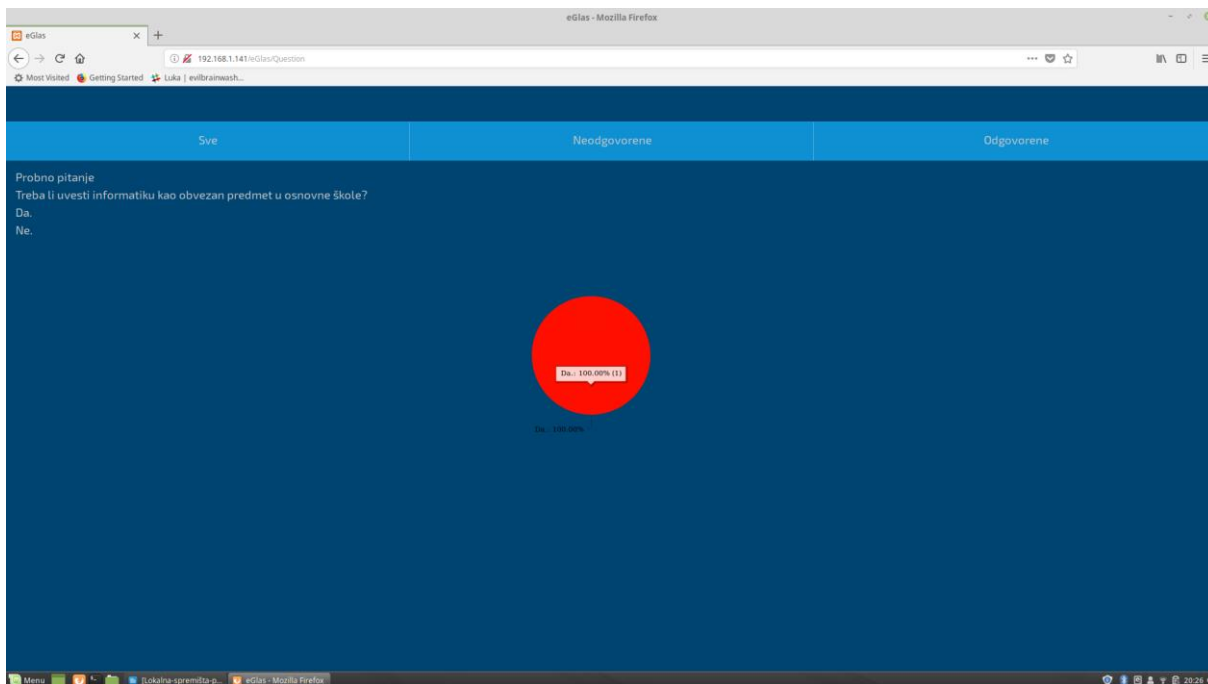 eGlas - Mozilla Firefox
eGlas
192.168.1.141/eGlas/Question
Most Visited Getting Started Luka | evilbrainwash...
Sve Neodgovorene Odgovorene
Probno pitanje
Treba li uvesti informatiku kao obvezan predmet u osnovne škole?
Da.
Ne.
Da.: 100.00% (1)
Da.: 100.00%
Menu [Lokalna-spremišta-p... eGlas - Mozilla Firefox 20:26